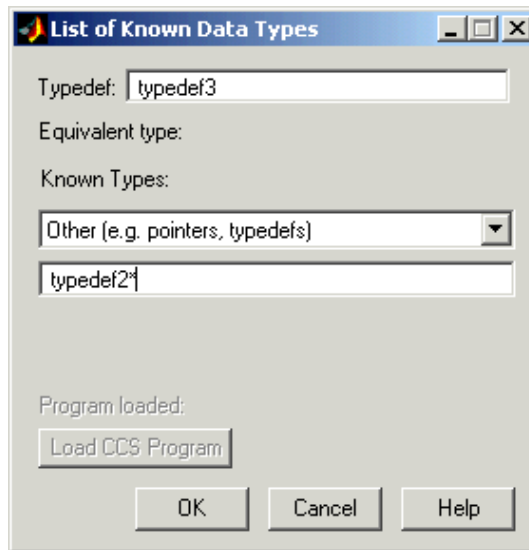 List of Known Data Types
Typedef: typedef3
Equivalent type:
Known Types:
Other (e.g. pointers, typedefs)
typedef2*
Program loaded:
Load CCS Program
OK Cancel Help